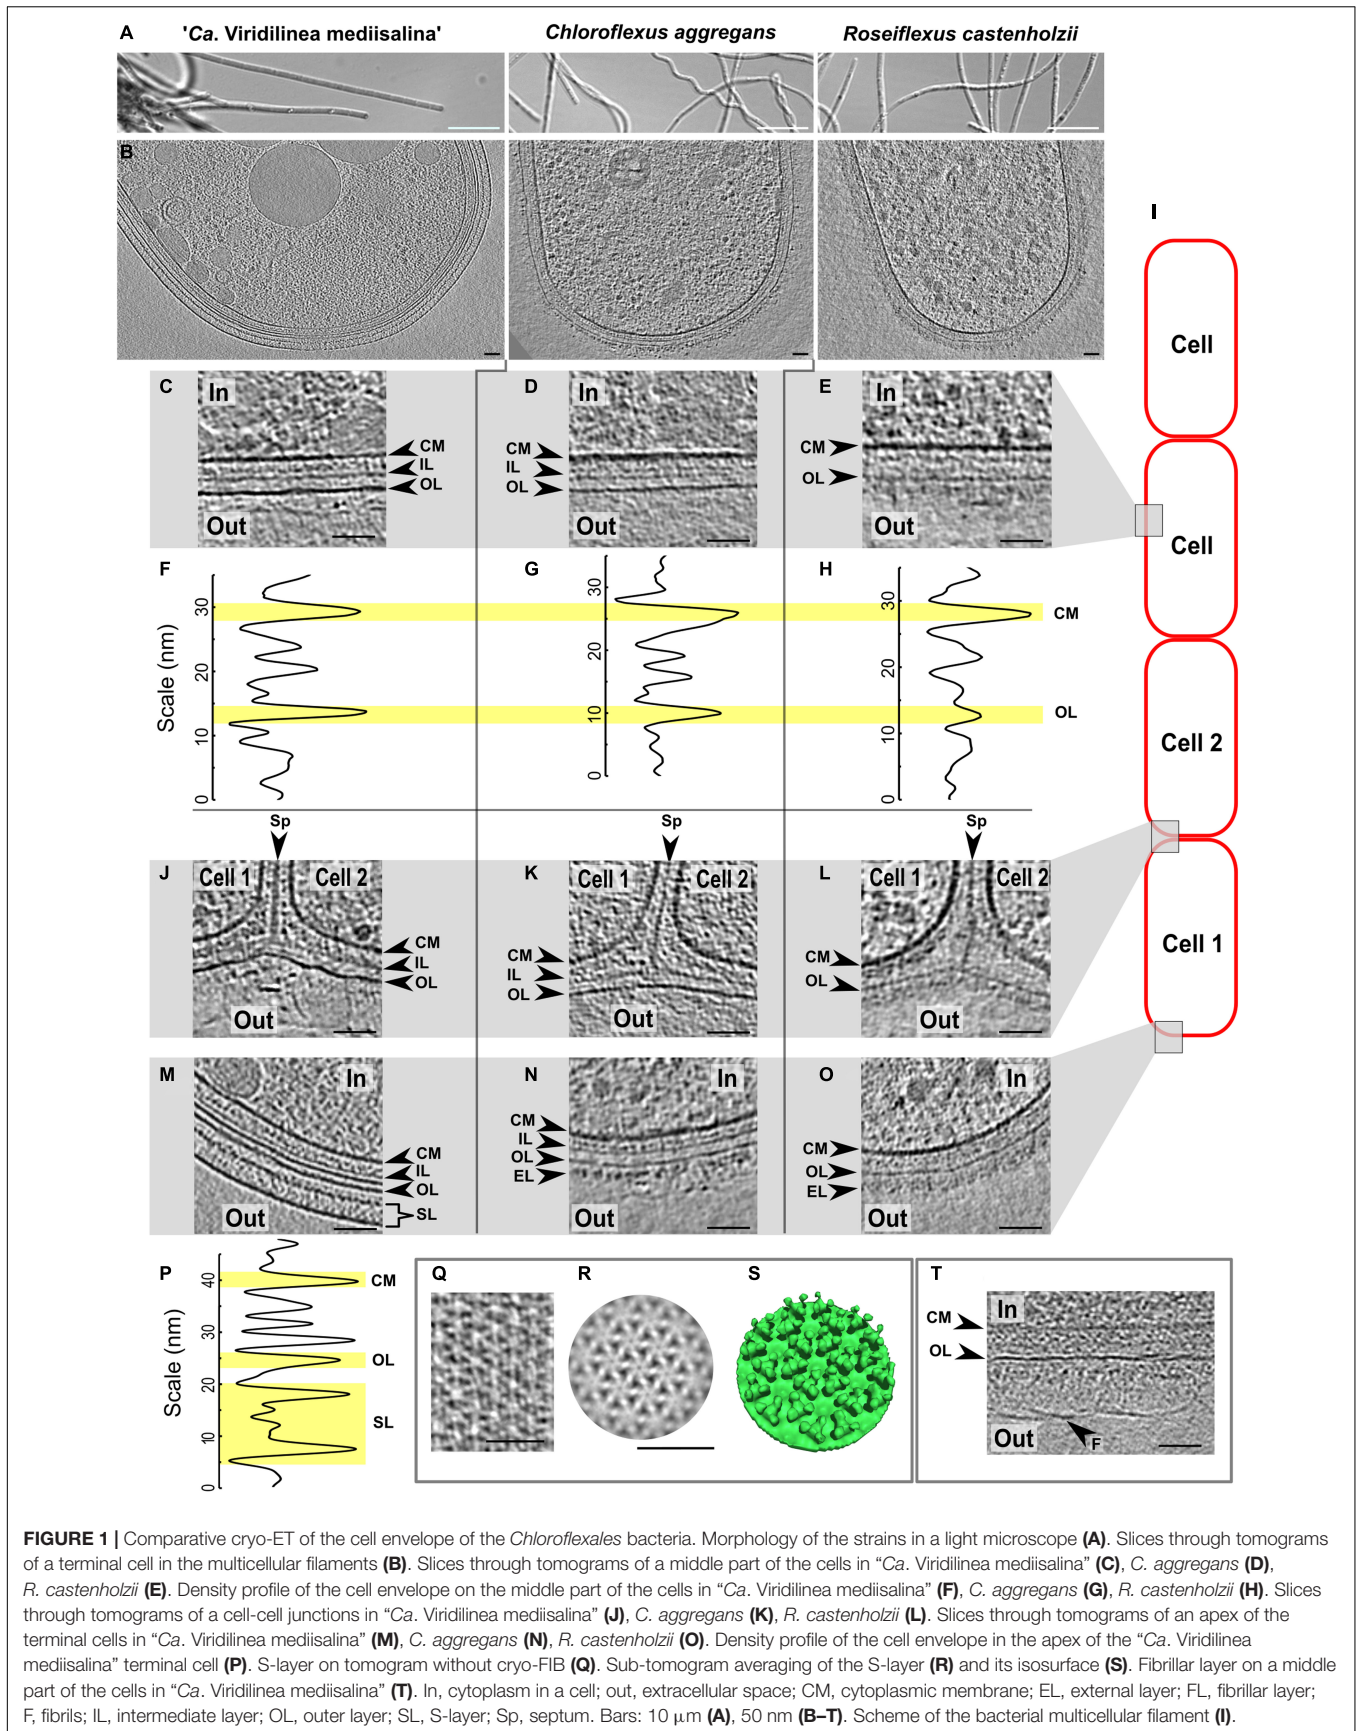 A
'Ca. Viridilinea mediisalina'
Chloroflexus aggregans
Roseiflexus castenholzii
B
I
Cell
Cell
Cell 2
Cell 1
C
In
CM
IL
OL
Out
D
In
CM
IL
OL
Out
E
In
CM
OL
Out
F
Scale (nm)
30
20
10
0
G
30
20
10
0
H
30
20
10
0
CM
OL
Sp
Sp
Sp
J
Cell 1
Cell 2
CM
IL
OL
Out
K
Cell 1
Cell 2
CM
IL
OL
Out
L
Cell 1
Cell 2
CM
OL
Out
M
In
CM
IL
OL
SL
Out
N
In
CM
IL
OL
EL
Out
O
In
CM
OL
EL
Out
P
Scale (nm)
40
30
20
10
0
CM
OL
SL
Q
R
S
T
In
CM
OL
Out
F
FIGURE 1 | Comparative cryo-ET of the cell envelope of the Chloroflexales bacteria. Morphology of the strains in a light microscope (A). Slices through tomograms
of a terminal cell in the multicellular filaments (B). Slices through tomograms of a middle part of the cells in “Ca. Viridilinea mediisalina” (C), C. aggregans (D),
R. castenholzii (E). Density profile of the cell envelope on the middle part of the cells in “Ca. Viridilinea mediisalina” (F), C. aggregans (G), R. castenholzii (H). Slices
through tomograms of a cell-cell junctions in “Ca. Viridilinea mediisalina” (J), C. aggregans (K), R. castenholzii (L). Slices through tomograms of an apex of the
terminal cells in “Ca. Viridilinea mediisalina” (M), C. aggregans (N), R. castenholzii (O). Density profile of the cell envelope in the apex of the “Ca. Viridilinea
mediisalina” terminal cell (P). S-layer on tomogram without cryo-FIB (Q). Sub-tomogram averaging of the S-layer (R) and its isosurface (S). Fibrillar layer on a middle
part of the cells in “Ca. Viridilinea mediisalina” (T). In, cytoplasm in a cell; out, extracellular space; CM, cytoplasmic membrane; EL, external layer; FL, fibrillar layer;
F, fibrils; IL, intermediate layer; OL, outer layer; SL, S-layer; Sp, septum. Bars: 10 μm (A), 50 nm (B–T). Scheme of the bacterial multicellular filament (I).